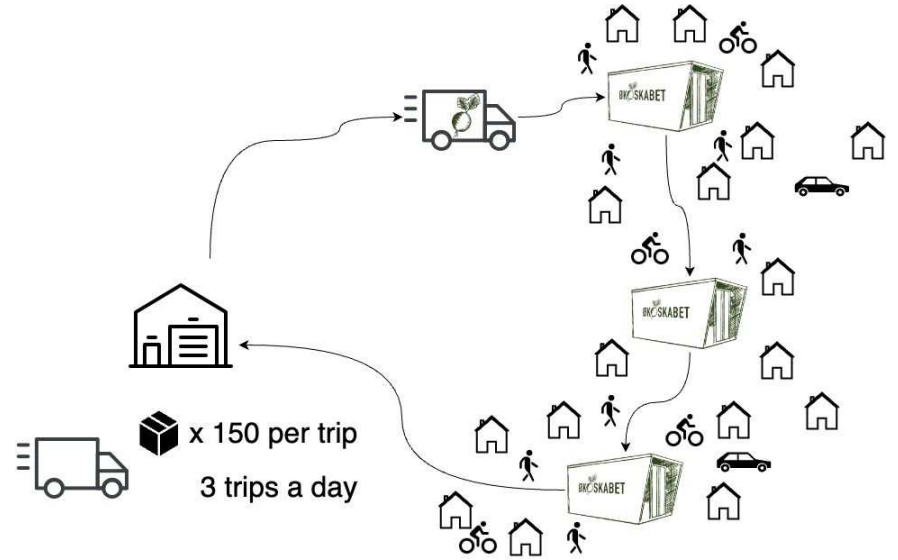 ØKOSKABET
ØKOSKABET
ØKOSKABET
x 150 per trip
3 trips a day